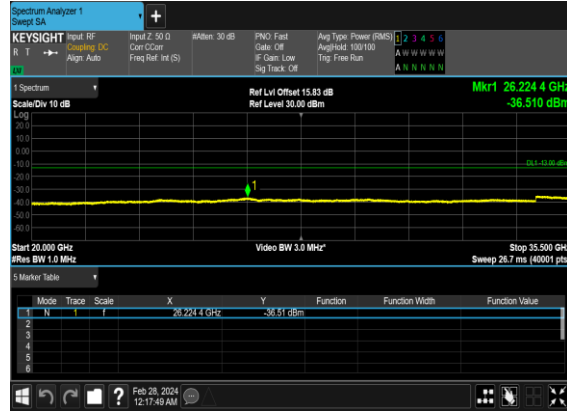 Spectrum Analyzer 1
Swept SA
+
KEYSIGHT Input: RF Input Z: 50 Ω #Atten: 30 dB PNO: Fast Avg Type: Power (RMS) 1 2 3 4 5 6
R T Coupling: DC Corr CCorr Gate: Off Avg|Hold: 100/100 A W W W W W
Align: Auto Freq Ref: Int (S) IF Gain: Low Trig: Free Run
Sig Track: Off A N N N N N
1 Spectrum Ref Lvl Offset 15.83 dB Mkr1 26.224 4 GHz
Scale/Div 10 dB Ref Level 30.00 dBm -36.510 dBm
Log
20.0
10.0
0.00
-10.0
DL1 -13.00 dBm
-20.0
-30.0
1
-40.0
-50.0
-60.0
Start 20.000 GHz Video BW 3.0 MHz* Stop 35.500 GHz
#Res BW 1.0 MHz Sweep 26.7 ms (40001 pts)
5 Marker Table
Mode Trace Scale X Y Function Function Width Function Value
1 N 1 f 26.224 4 GHz -36.51 dBm
2
3
4
5
6
? Feb 28, 2024
12:17:49 AM